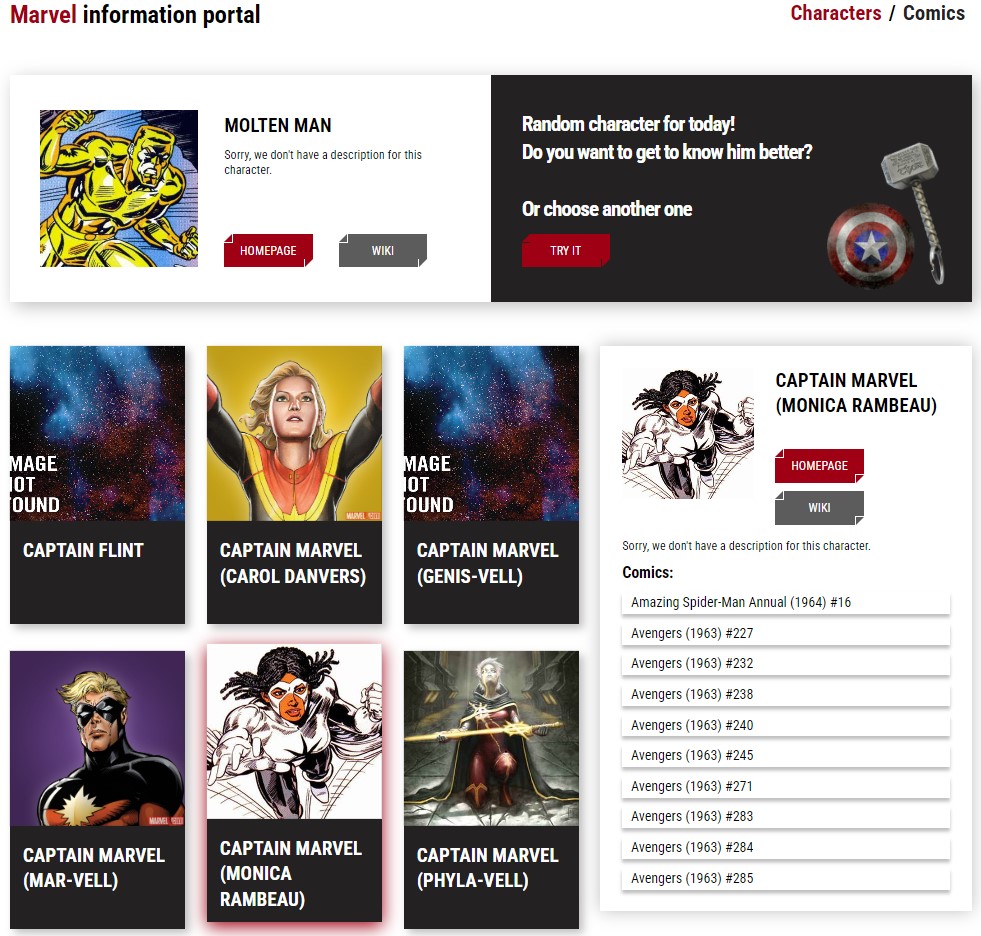 Marvel information portal
Characters / Comics
MOLTEN MAN
Sorry, we don't have a description for this
character.
HOMEPAGE
WIKI
Random character for today!
Do you want to get to know him better?
Or choose another one
TRY IT
MAGE
OT
OUND
CAPTAIN FLINT
CAPTAIN MARVEL
(CAROL DANVERS)
MAGE
OT
OUND
CAPTAIN MARVEL
(GENIS-VELL)
CAPTAIN MARVEL
(MAR-VELL)
CAPTAIN MARVEL
(MONICA
RAMBEAU)
CAPTAIN MARVEL
(PHYLA-VELL)
CAPTAIN MARVEL
(MONICA RAMBEAU)
HOMEPAGE
WIKI
Sorry, we don't have a description for this character.
Comics:
Amazing Spider-Man Annual (1964) #16
Avengers (1963) #227
Avengers (1963) #232
Avengers (1963) #238
Avengers (1963) #240
Avengers (1963) #245
Avengers (1963) #271
Avengers (1963) #283
Avengers (1963) #284
Avengers (1963) #285